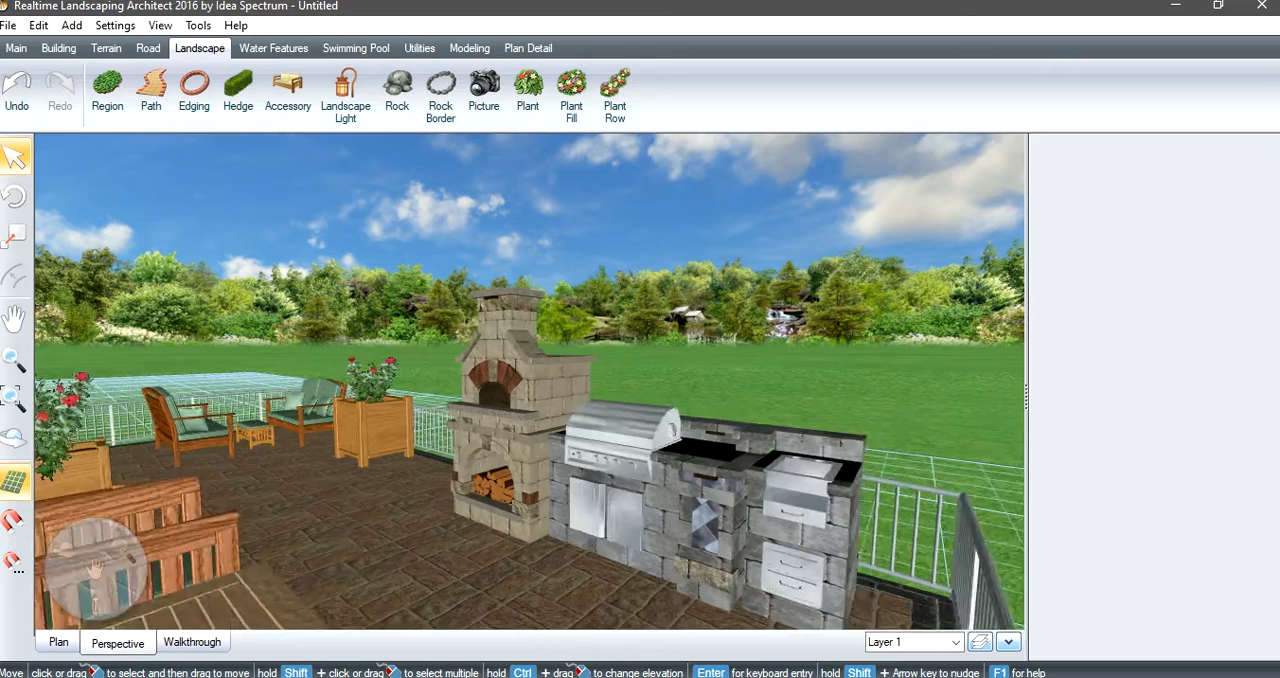 Realtime Landscaping Architect 2016 by Idea Spectrum - Untitled
File Edit Add Settings View Tools Help
Main Building Terrain Road Landscape Water Features Swimming Pool Utilities Modeling Plan Detail
Undo Redo Region Path Edging Hedge Accessory Landscape Light Rock Rock Border Picture Plant Plant Fill Plant Row
Plan Perspective Walkthrough Layer 1
Move click or drag to select and then drag to move hold Shift + click or drag to select multiple hold Ctrl + drag to change elevation Enter for keyboard entry hold Shift + Arrow key to nudge F1 for help